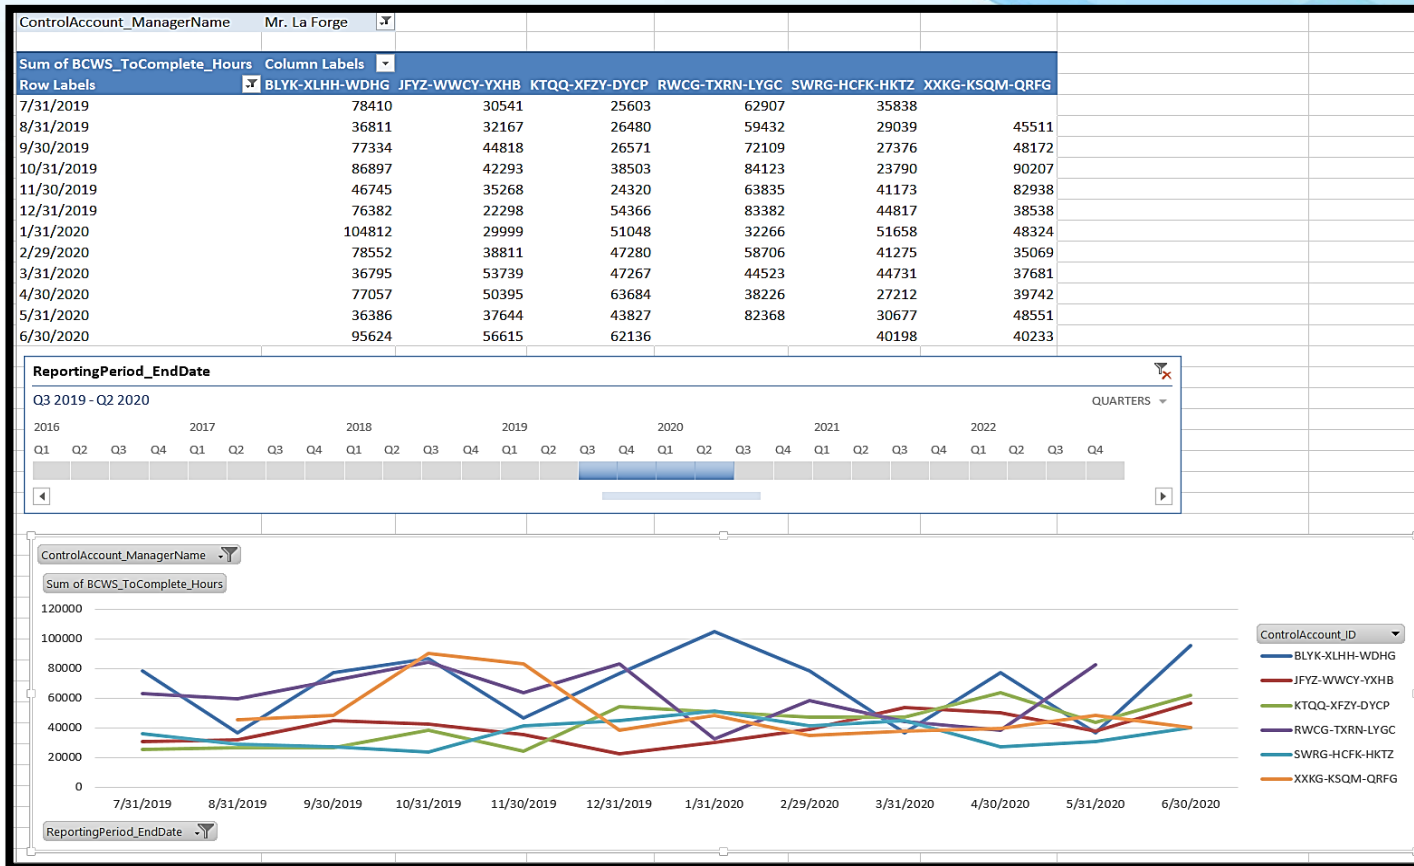 ControlAccount_ManagerName Mr. La Forge
Sum of BCWS_ToComplete_Hours Column Labels
Row Labels BLYK-XLHH-WDHG JFYZ-WWCY-YXHB KTQQ-XFZY-DYCP RWCG-TXRN-LYGC SWRG-HCFK-HKTZ XXKG-KSQM-QRFG
7/31/2019 78410 30541 25603 62907 35838
8/31/2019 36811 32167 26480 59432 29039 45511
9/30/2019 77334 44818 26571 72109 27376 48172
10/31/2019 86897 42293 38503 84123 23790 90207
11/30/2019 46745 35268 24320 63835 41173 82938
12/31/2019 76382 22298 54366 83382 44817 38538
1/31/2020 104812 29999 51048 32266 51658 48324
2/29/2020 78552 38811 47280 58706 41275 35069
3/31/2020 36795 53739 47267 44523 44731 37681
4/30/2020 77057 50395 63684 38226 27212 39742
5/31/2020 36386 37644 43827 82368 30677 48551
6/30/2020 95624 56615 62136 40198 40233
ReportingPeriod_EndDate
Q3 2019 - Q2 2020 QUARTERS
2016 2017 2018 2019 2020 2021 2022
Q1 Q2 Q3 Q4 Q1 Q2 Q3 Q4 Q1 Q2 Q3 Q4 Q1 Q2 Q3 Q4 Q1 Q2 Q3 Q4 Q1 Q2 Q3 Q4 Q1 Q2 Q3 Q4
ControlAccount_ManagerName
Sum of BCWS_ToComplete_Hours
120000
100000
80000
60000
40000
20000
0
7/31/2019 8/31/2019 9/30/2019 10/31/2019 11/30/2019 12/31/2019 1/31/2020 2/29/2020 3/31/2020 4/30/2020 5/31/2020 6/30/2020
ControlAccount_ID
BLYK-XLHH-WDHG
JFYZ-WWCY-YXHB
KTQQ-XFZY-DYCP
RWCG-TXRN-LYGC
SWRG-HCFK-HKTZ
XXKG-KSQM-QRFG
ReportingPeriod_EndDate